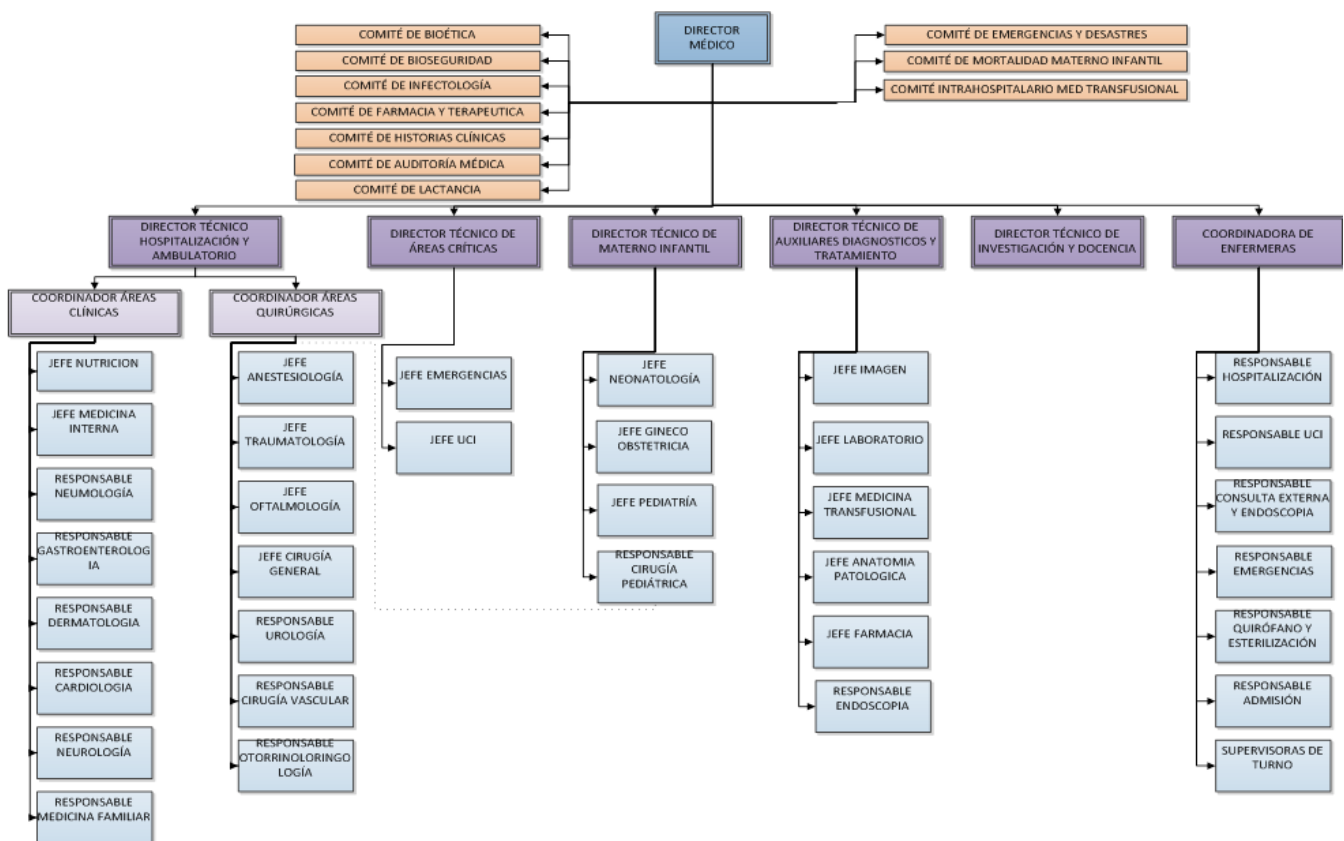 DIRECTOR
MÉDICO
COMITÉ DE BIOÉTICA
COMITÉ DE BIOSEGURIDAD
COMITÉ DE INFECTOLOGÍA
COMITÉ DE FARMACIA Y TERAPEUTICA
COMITÉ DE HISTORIAS CLÍNICAS
COMITÉ DE AUDITORÍA MÉDICA
COMITÉ DE LACTANCIA
COMITÉ DE EMERGENCIAS Y DESASTRES
COMITÉ DE MORTALIDAD MATERNO INFANTIL
COMITÉ INTRAHOSPITALARIO MED TRANSFUSIONAL
DIRECTOR TÉCNICO
HOSPITALIZACIÓN Y
AMBULATORIO
DIRECTOR TÉCNICO DE
ÁREAS CRÍTICAS
DIRECTOR TÉCNICO DE
MATERNO INFANTIL
DIRECTOR TÉCNICO DE
AUXILIARES DIAGNOSTICOS Y
TRATAMIENTO
DIRECTOR TÉCNICO DE
INVESTIGACIÓN Y DOCENCIA
COORDINADORA DE
ENFERMERAS
COORDINADOR ÁREAS
CLÍNICAS
COORDINADOR ÁREAS
QUIRÚRGICAS
JEFE NUTRICION
JEFE MEDICINA
INTERNA
RESPONSABLE
NEUMOLOGÍA
RESPONSABLE
GASTROENTEROLOG
IA
RESPONSABLE
DERMATOLOGIA
RESPONSABLE
CARDIOLOGIA
RESPONSABLE
NEUROLOGÍA
RESPONSABLE
MEDICINA FAMILIAR
JEFE
ANESTESIOLOGÍA
JEFE
TRAUMATOLOGÍA
JEFE
OFTALMOLOGÍA
JEFE CIRUGÍA
GENERAL
RESPONSABLE
UROLOGÍA
RESPONSABLE
CIRUGÍA VASCULAR
RESPONSABLE
OTORRINOLORINGO
LOGÍA
JEFE EMERGENCIAS
JEFE UCI
JEFE
NEONATOLOGÍA
JEFE GINECO
OBSTETRICIA
JEFE PEDIATRÍA
RESPONSABLE
CIRUGÍA
PEDIÁTRICA
JEFE IMAGEN
JEFE LABORATORIO
JEFE MEDICINA
TRANSFUSIONAL
JEFE ANATOMIA
PATOLOGICA
JEFE FARMACIA
RESPONSABLE
ENDOSCOPIA
RESPONSABLE
HOSPITALIZACIÓN
RESPONSABLE UCI
RESPONSABLE
CONSULTA EXTERNA
Y ENDOSCOPIA
RESPONSABLE
EMERGENCIAS
RESPONSABLE
QUIRÓFANO Y
ESTERILIZACIÓN
RESPONSABLE
ADMISIÓN
SUPERVISORAS DE
TURNO